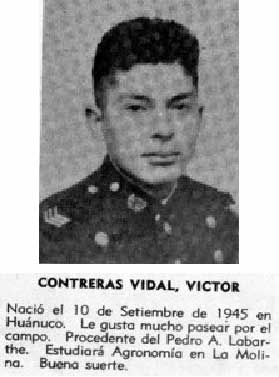 CONTRERAS VIDAL, VICTOR
Nació el 10 de Setiembre de 1945 en
Huánuco. Le gusta mucho pasear por el
campo. Procedente del Pedro A. Labar-
the. Estudiará Agronomía en La Moli-
na. Buena suerte.